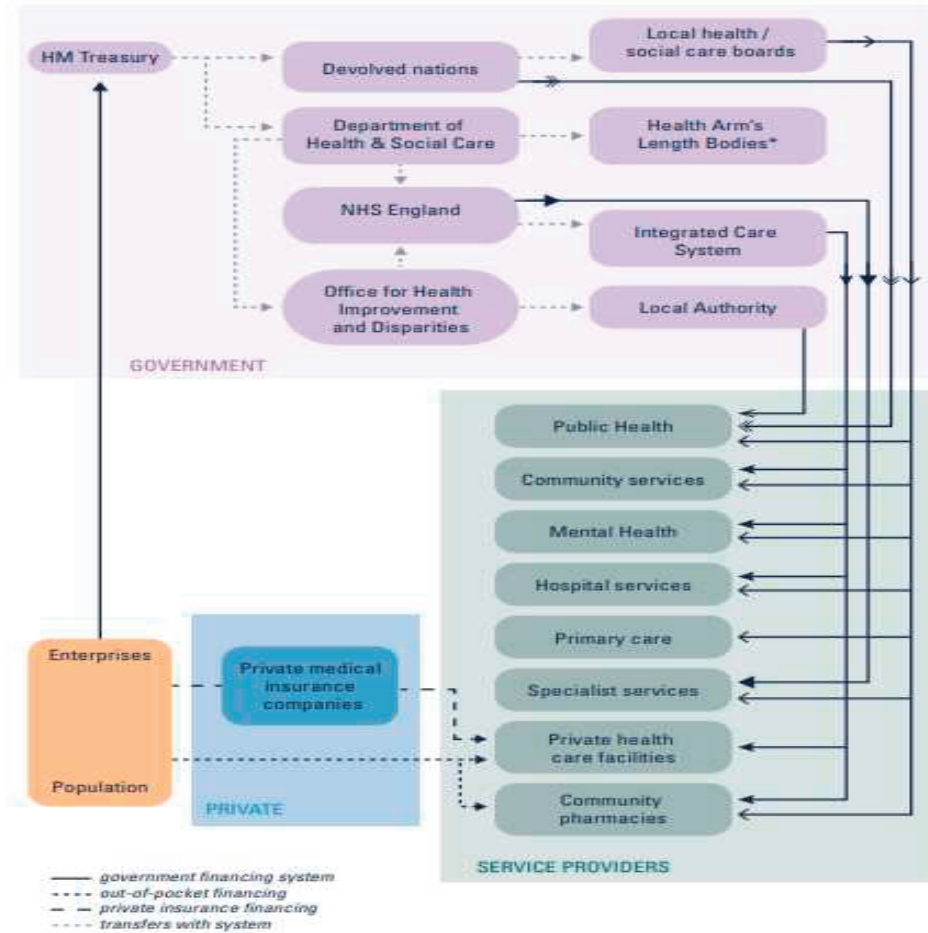 HM Treasury
Devolved nations
Local health /
social care boards
Department of
Health & Social Care
Health Arm's
Length Bodies*
NHS England
Integrated Care
System
Office for Health
Improvement
and Disparities
Local Authority
GOVERNMENT
Public Health
Community services
Mental Health
Hospital services
Primary care
Specialist services
Private health
care facilities
Community
pharmacies
SERVICE PROVIDERS
Enterprises
Population
Private medical
insurance
companies
PRIVATE
government financing system
out-of-pocket financing
private insurance financing
transfers with system